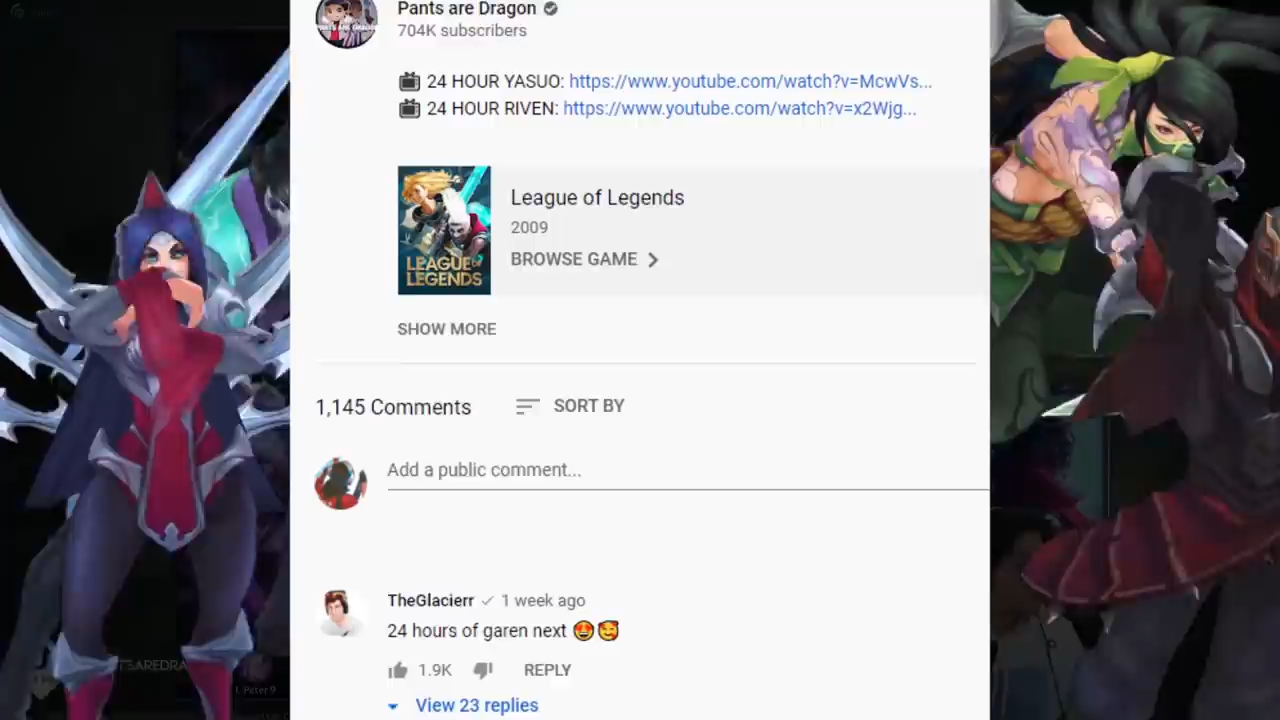 Pants are Dragon
704K subscribers
24 HOUR YASUO: https://www.youtube.com/watch?v=McwVs...
24 HOUR RIVEN: https://www.youtube.com/watch?v=x2Wjg...
LEAGUE OF
LEGENDS
League of Legends
2009
BROWSE GAME
SHOW MORE
1,145 Comments
SORT BY
Add a public comment...
TheGlacierr 1 week ago
24 hours of garen next 😍🥰
1.9K
REPLY
View 23 replies